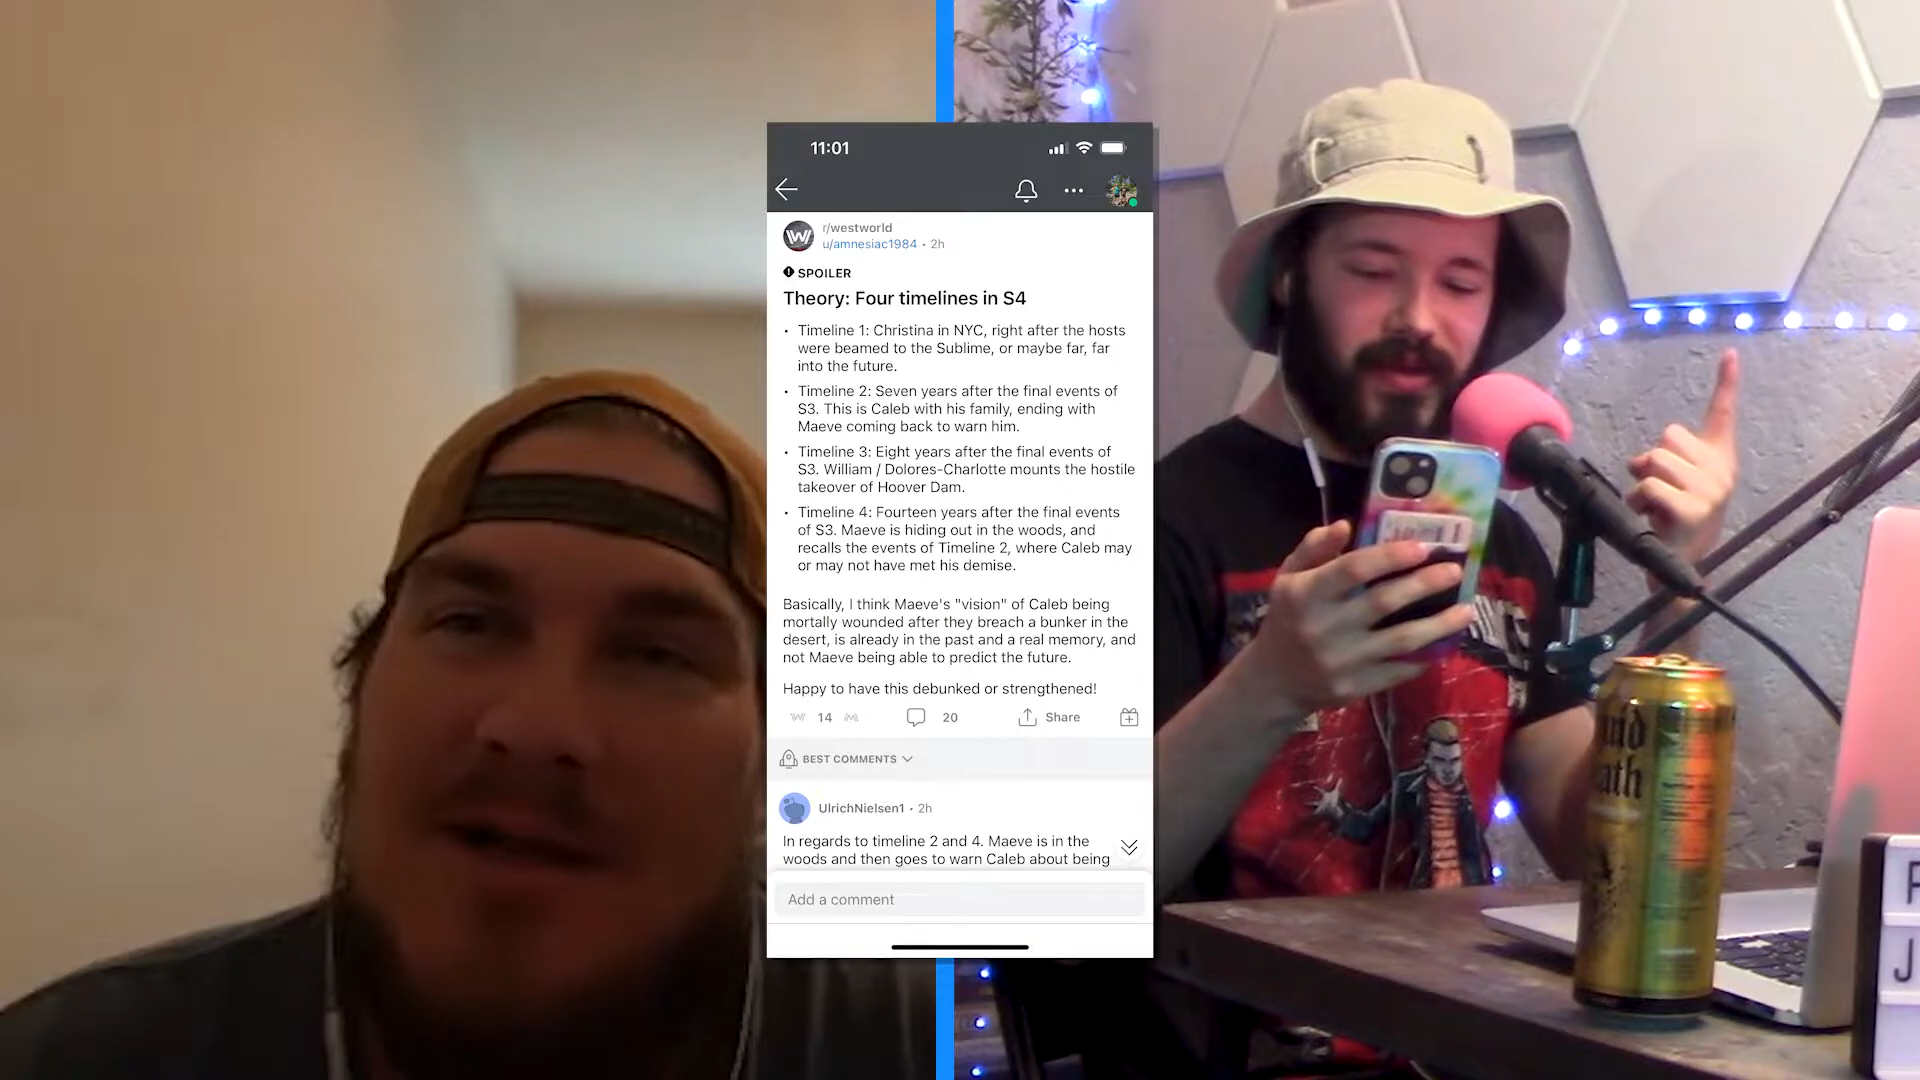 11:01
r/westworld
u/amnesiac1984 • 2h
SPOILER
Theory: Four timelines in S4
• Timeline 1: Christina in NYC, right after the hosts
were beamed to the Sublime, or maybe far, far
into the future.
• Timeline 2: Seven years after the final events of
S3. This is Caleb with his family, ending with
Maeve coming back to warn him.
• Timeline 3: Eight years after the final events of
S3. William / Dolores-Charlotte mounts the hostile
takeover of Hoover Dam.
• Timeline 4: Fourteen years after the final events
of S3. Maeve is hiding out in the woods, and
recalls the events of Timeline 2, where Caleb may
or may not have met his demise.
Basically, I think Maeve's "vision" of Caleb being
mortally wounded after they breach a bunker in the
desert, is already in the past and a real memory, and
not Maeve being able to predict the future.
Happy to have this debunked or strengthened!
14
20
Share
BEST COMMENTS
UlrichNielsen1 • 2h
In regards to timeline 2 and 4. Maeve is in the
woods and then goes to warn Caleb about being
Add a comment